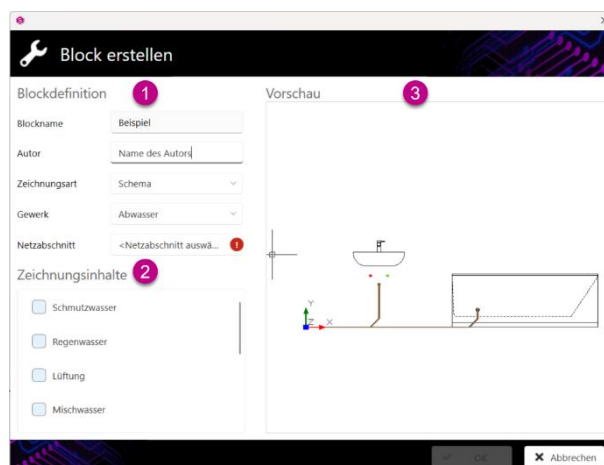 Block erstellen
Blockdefinition 1
Blockname Beispiel
Autor Name des Autors
Zeichnungsart Schema
Gewerk Abwasser
Netzabschnitt <Netzabschnitt auswä... !
Zeichnungsinhalte 2
Schmutzwasser
Regenwasser
Lüftung
Mischwasser
Vorschau 3
Y
Z X
OK
Abbrechen